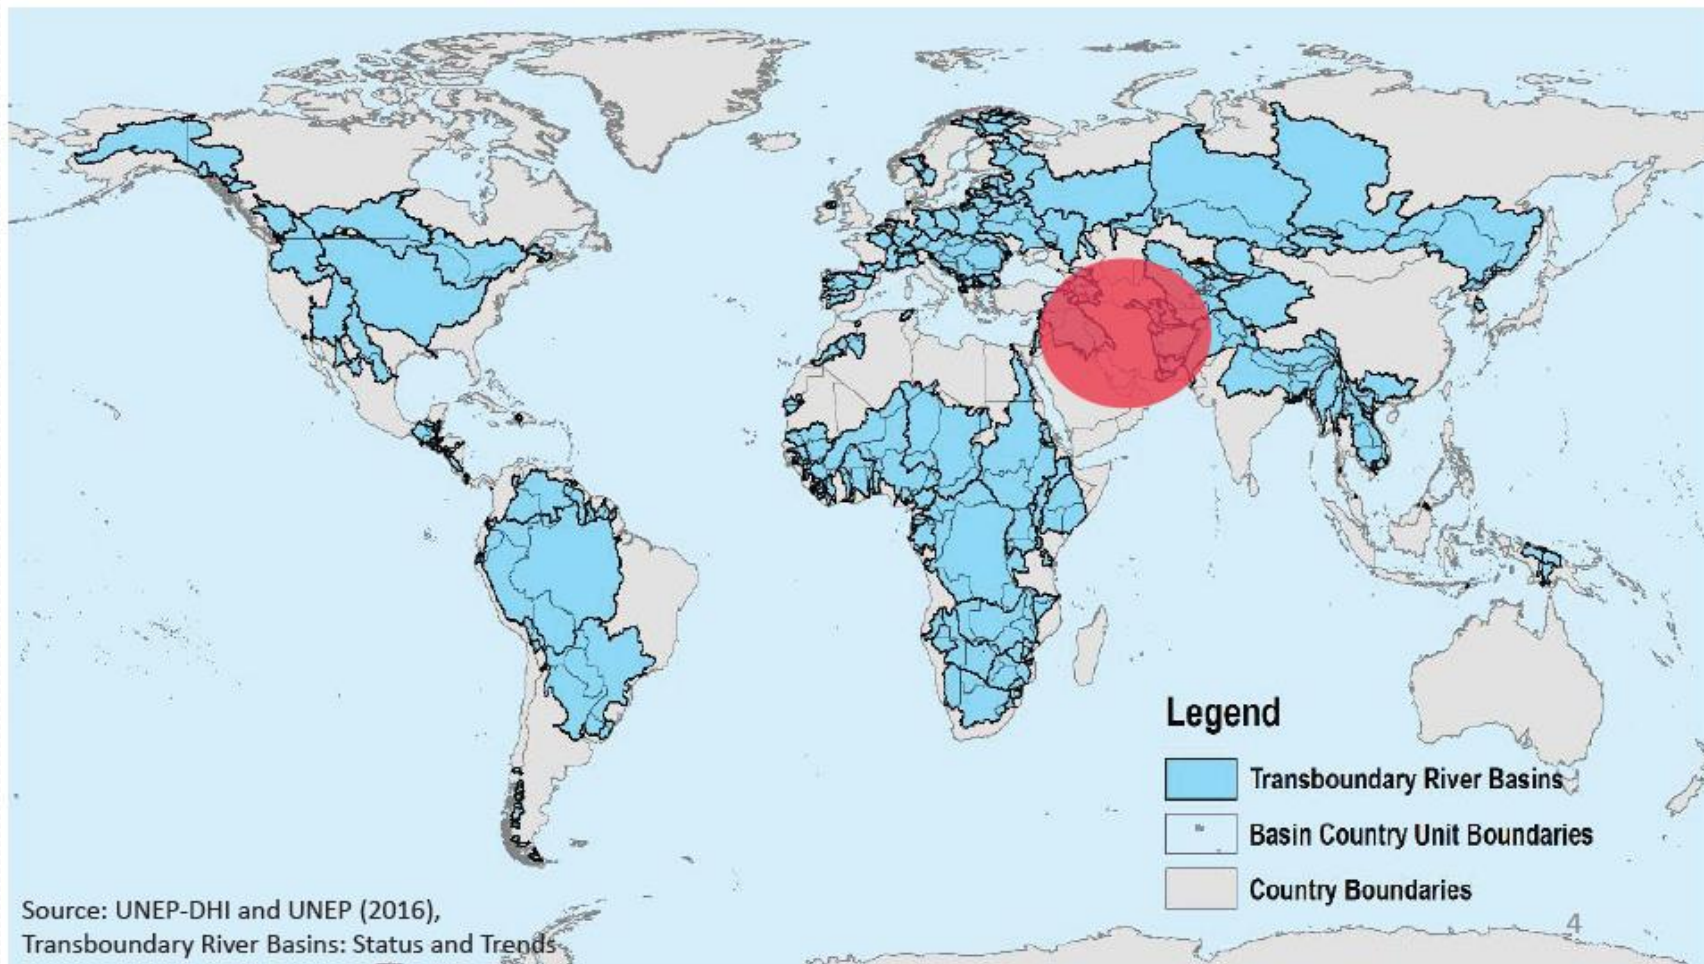 Legend
Transboundary River Basins
Basin Country Unit Boundaries
Country Boundaries
4
Source: UNEP-DHI and UNEP (2016),
Transboundary River Basins: Status and Trends